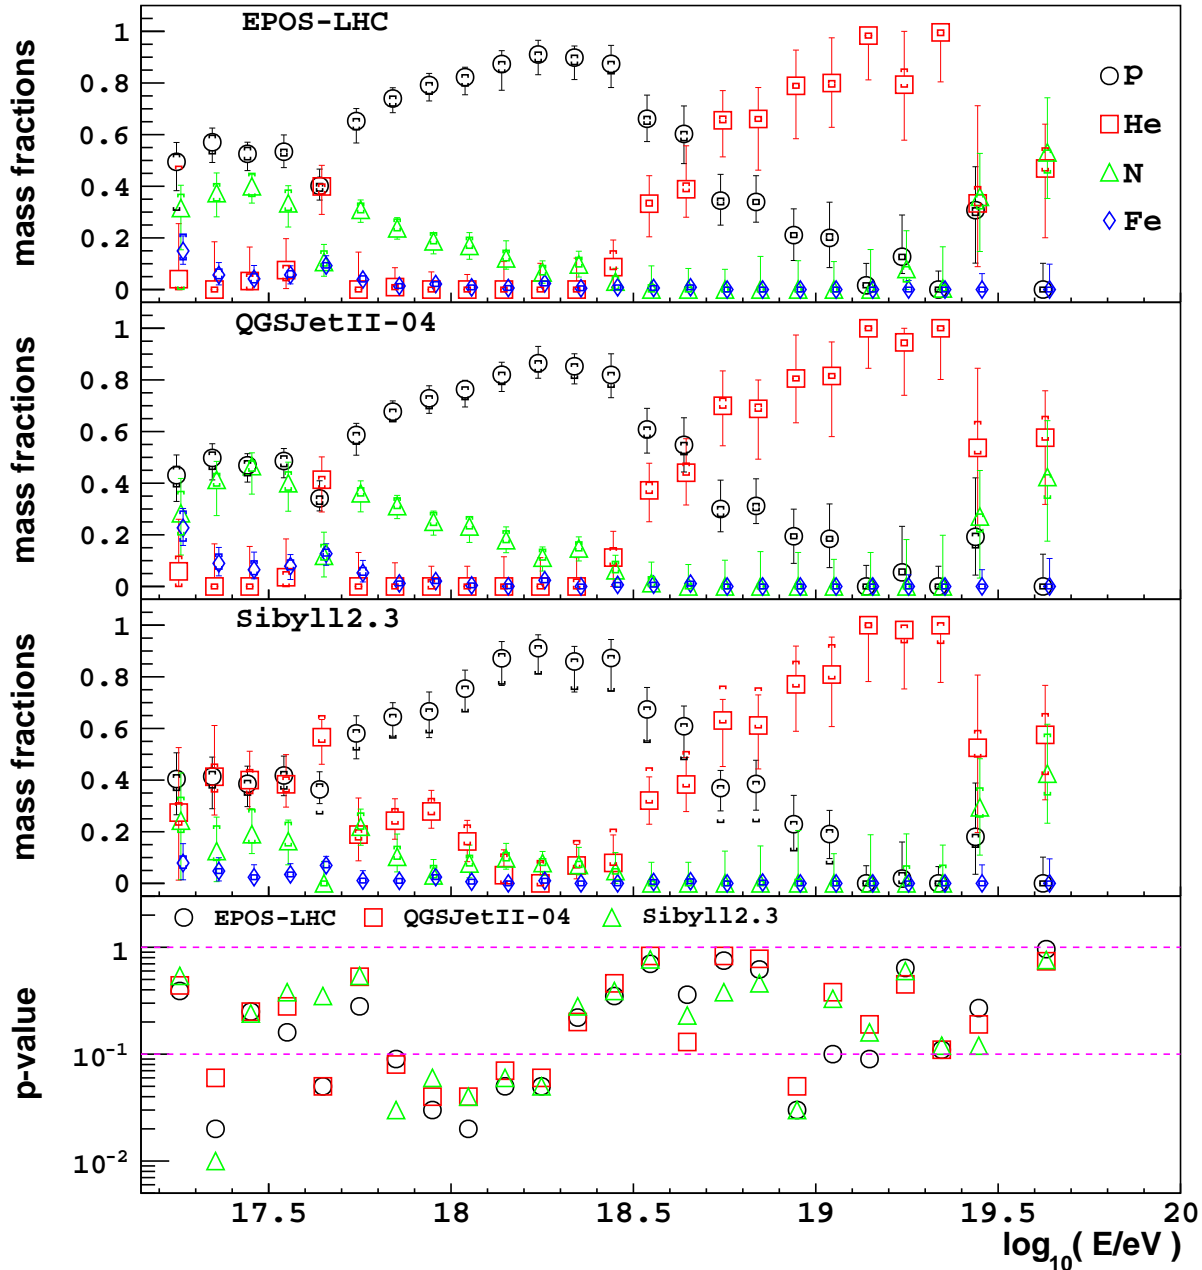 EPOS-LHC
mass fractions
1
0.8
0.6
0.4
0.2
0
p
He
N
Fe
QGSJetII-04
mass fractions
1
0.8
0.6
0.4
0.2
0
Sibyll2.3
mass fractions
1
0.8
0.6
0.4
0.2
0
EPOS-LHC QGSJetII-04 Sibyll2.3
p-value
1
10⁻¹
10⁻²
17.5 18 18.5 19 19.5 20
log₁₀( E/eV )